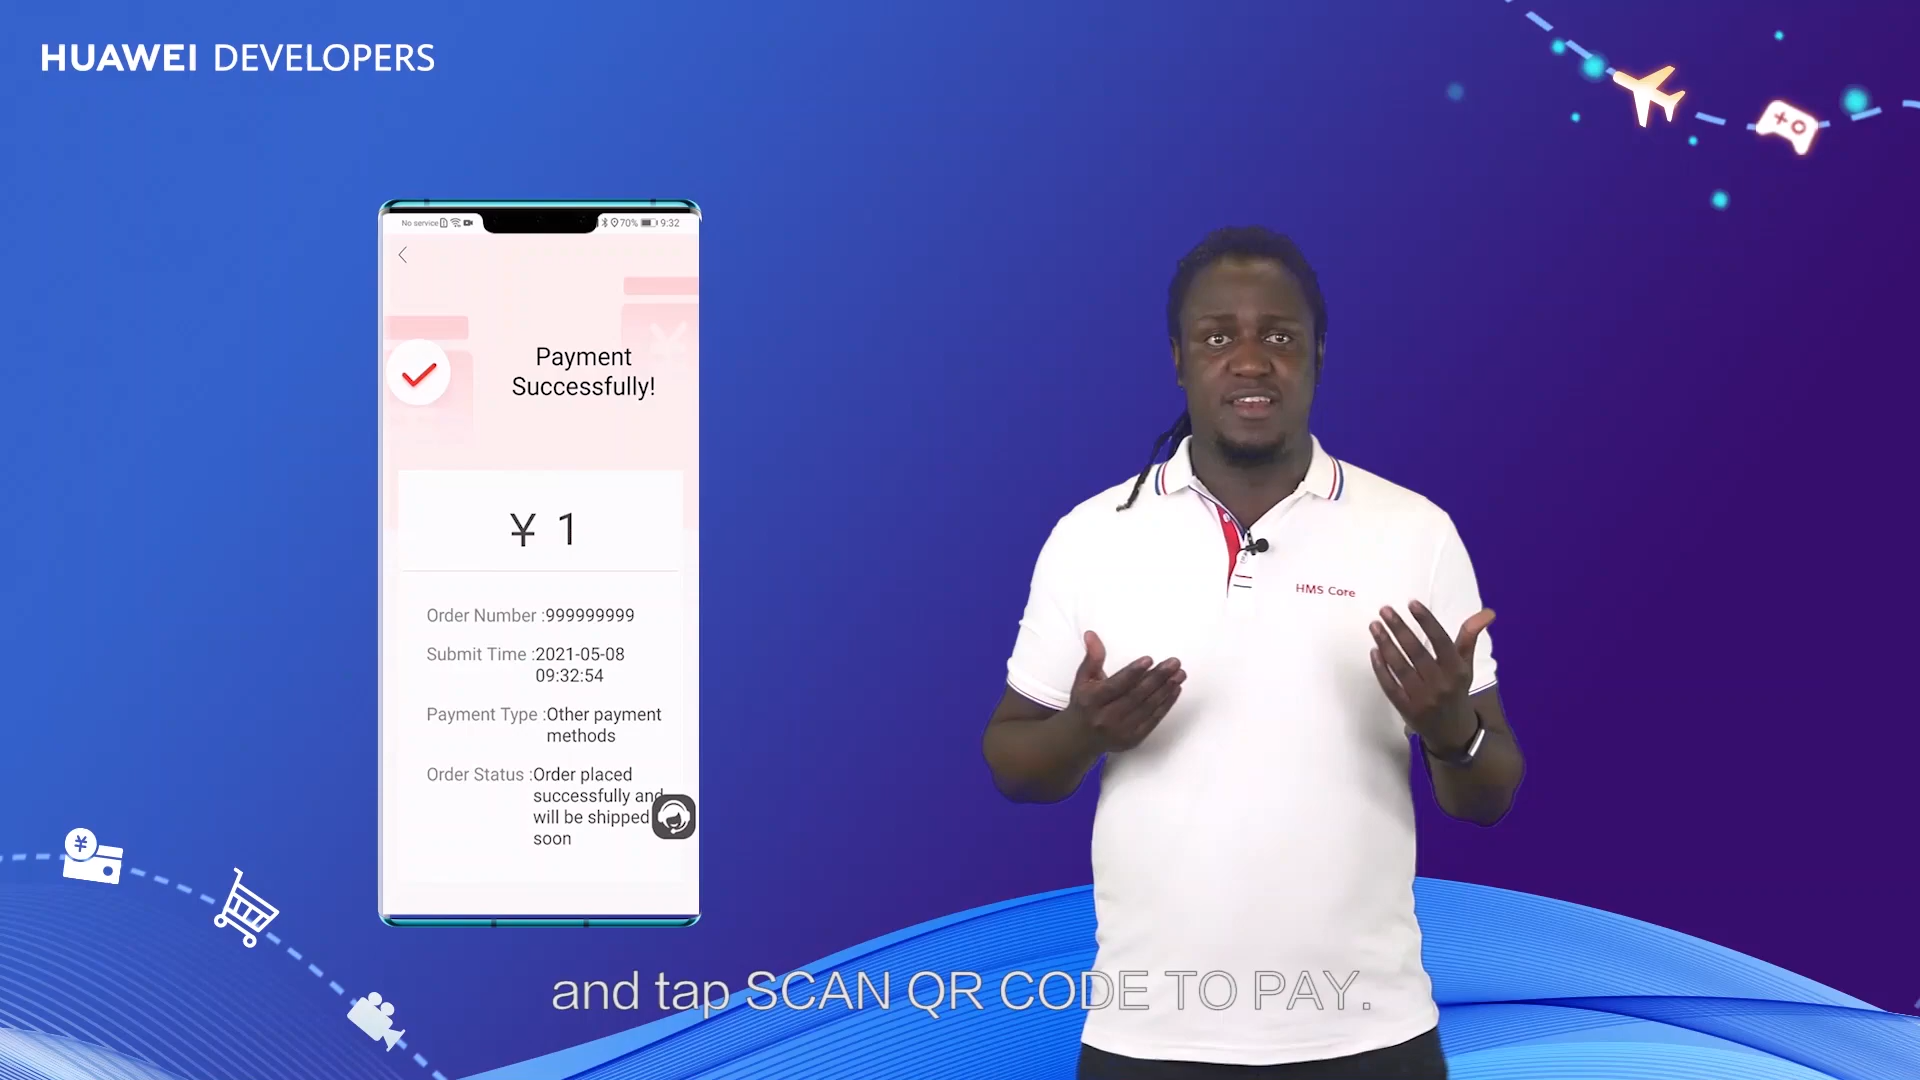 HUAWEI DEVELOPERS
No service 70% 9:32
Payment
Successfully!
¥ 1
Order Number :999999999
Submit Time :2021-05-08
09:32:54
Payment Type :Other payment
methods
Order Status :Order placed
successfully and
will be shipped
soon
HMS Core
and tap SCAN QR CODE TO PAY.